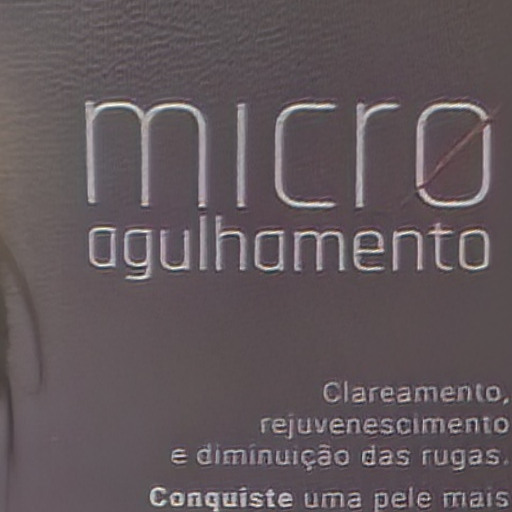 micro
agulhamento
Clareamento,
rejuvenescimento
e diminuição das rugas.
Conquiste uma pele mais